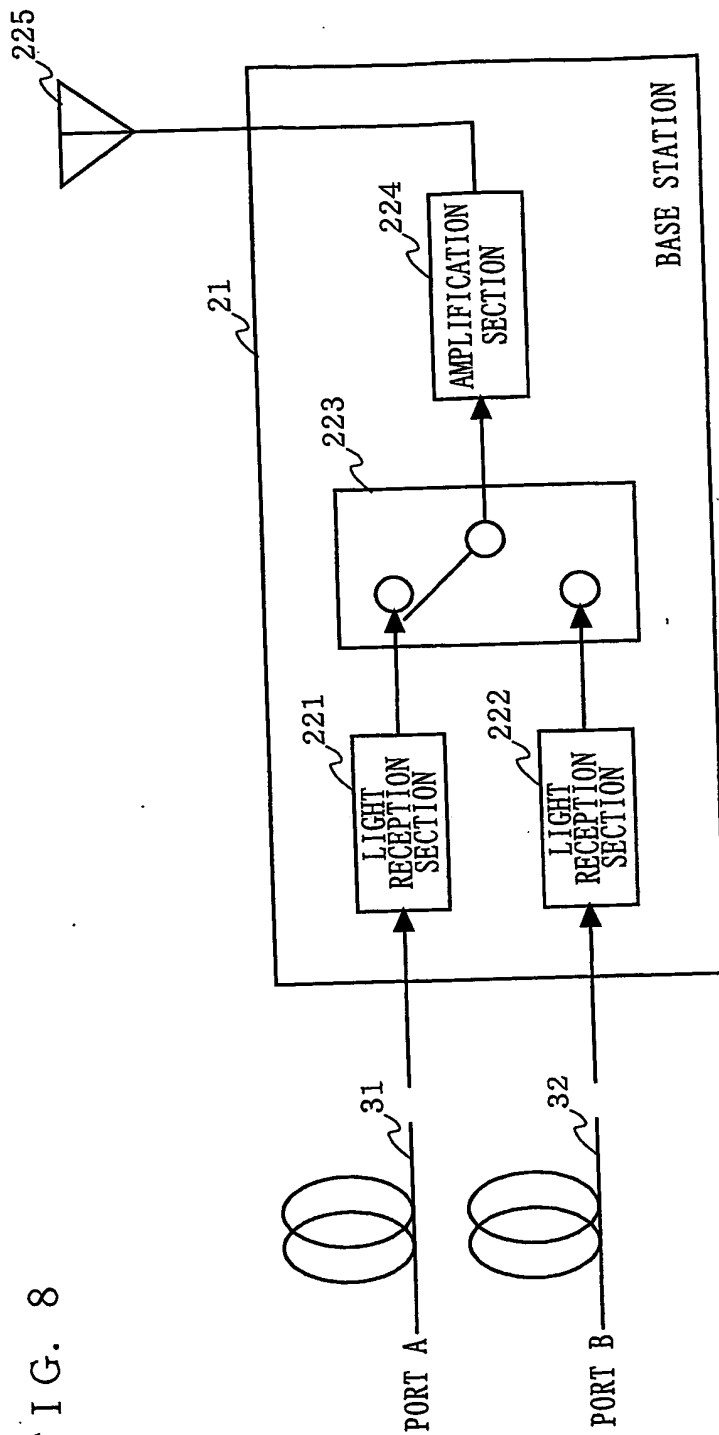 I G. 8
225
21
224
AMPLIFICATION
SECTION
223
221
LIGHT
RECEPTION
SECTION
222
LIGHT
RECEPTION
SECTION
31
PORT A
32
PORT B
BASE STATION